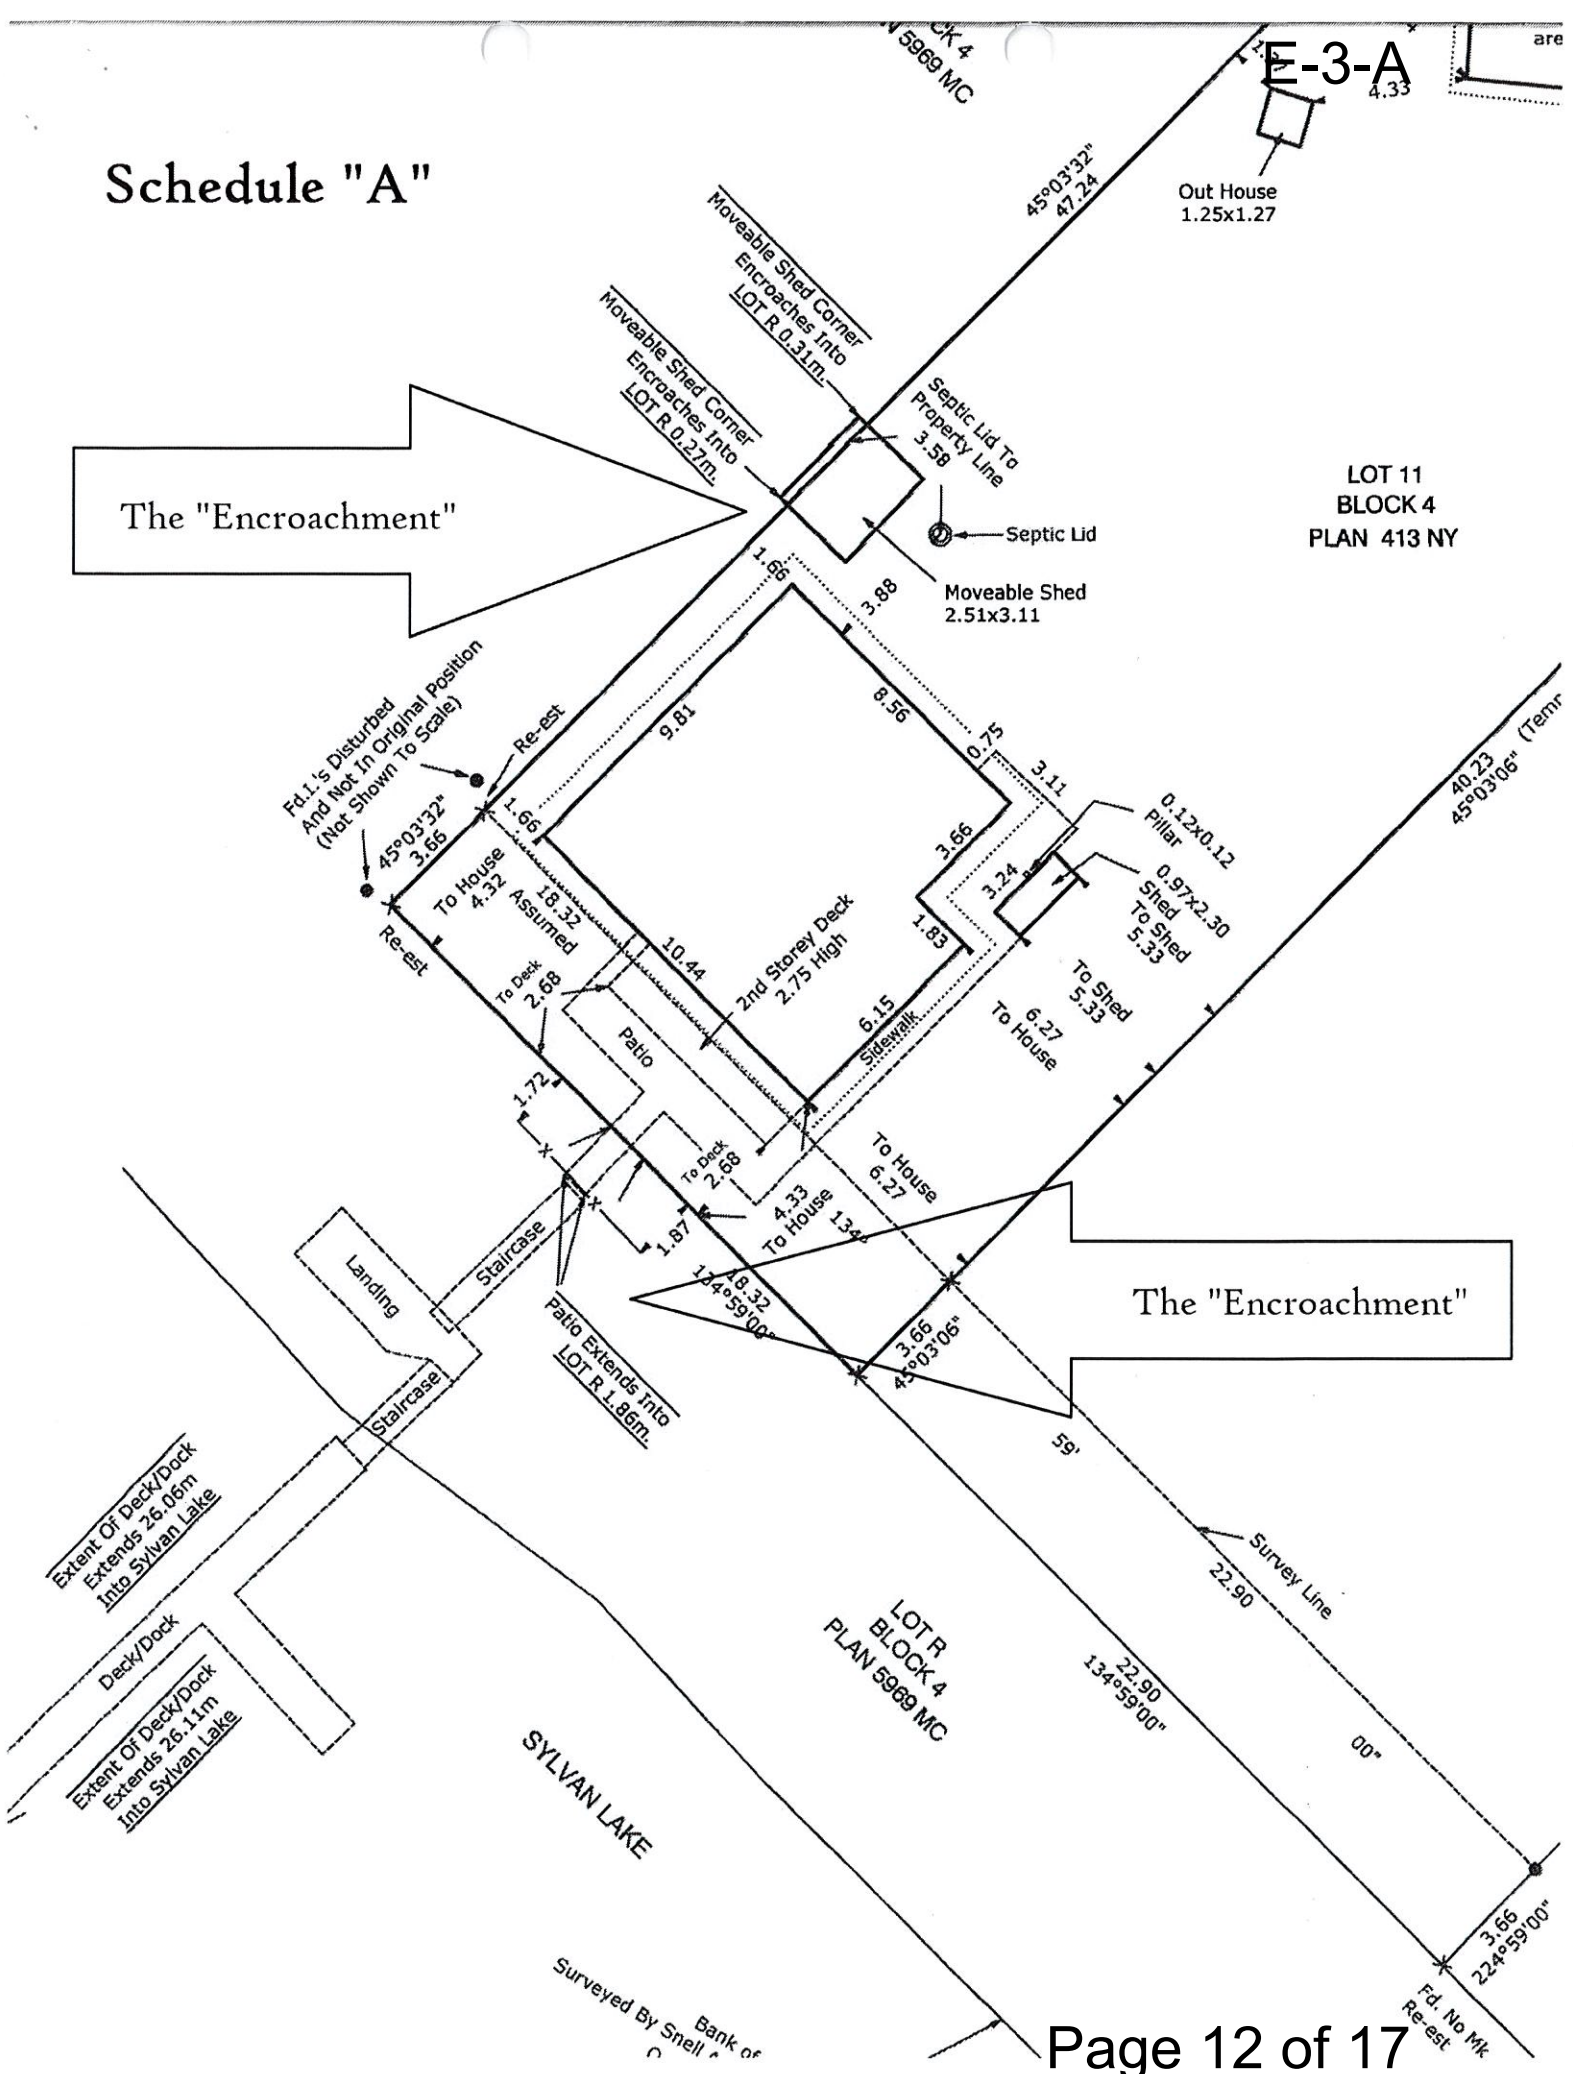 E-3-A
CK 4
5969 MC
are
4.33
Out House
1.25x1.27
Schedule "A"
45°03'32"
47.24
Moveable Shed Corner
Encroaches Into
LOT R 0.31m.
Moveable Shed Corner
Encroaches Into
LOT R 0.27m.
Septic Lid To
Property Line
3.58
The "Encroachment"
LOT 11
BLOCK 4
PLAN 413 NY
Septic Lid
Moveable Shed
2.51x3.11
1.66
3.88
8.56
9.81
Fd.I.'s Disturbed
And Not In Original Position
(Not Shown To Scale)
Re-est
45°03'32"
3.66
1.66
0.75
3.11
40.23
45°03'06" (Temr
0.12x0.12
Pillar
3.66
3.24
0.97x2.30
Shed
To Shed
5.33
To House
4.32
18.32
Assumed
Re-est
10.44
1.83
2nd Storey Deck
2.75 High
To Shed
5.33
6.27
To House
To Deck
2.68
6.15
Sidewalk
Patio
1.72
X
X
To Deck
2.68
To House
6.27
4.33
To House
134°
1.87
18.32
134°59'00"
Staircase
Landing
Patio Extends Into
LOT R 1.86m.
The "Encroachment"
3.66
45°03'06"
Staircase
59'
Extent Of Deck/Dock
Extends 26.06m
Into Sylvan Lake
Survey Line
22.90
Deck/Dock
Extent Of Deck/Dock
Extends 26.11m
Into Sylvan Lake
LOT R
BLOCK 4
PLAN 5969 MC
22.90
134°59'00"
00"
SYLVAN LAKE
3.66
224°59'00"
Fd. No Mk
Re-est
Bank of
Surveyed By Snell
Page 12 of 17